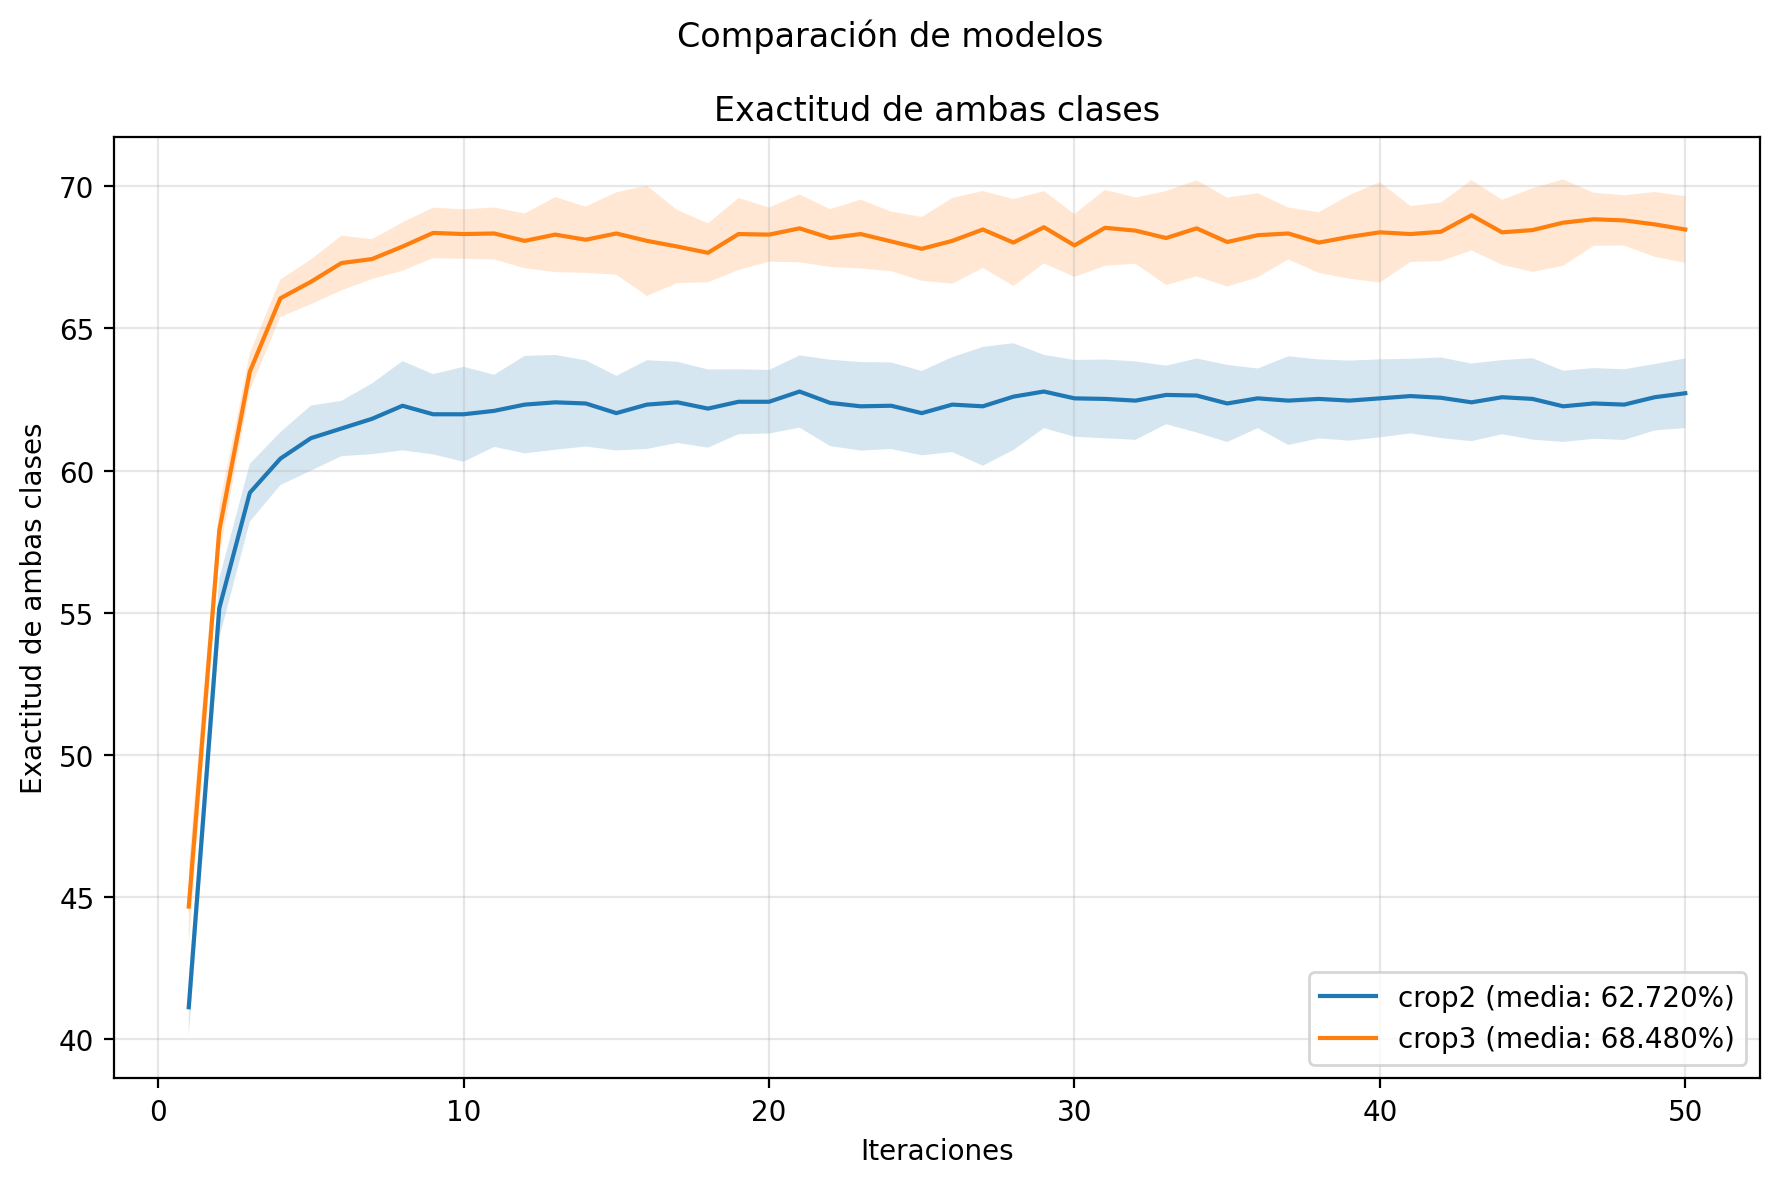 Comparación de modelos
Exactitud de ambas clases
Exactitud de ambas clases
70
65
60
55
50
45
40
0
10
20
30
40
50
Iteraciones
crop2 (media: 62.720%)
crop3 (media: 68.480%)